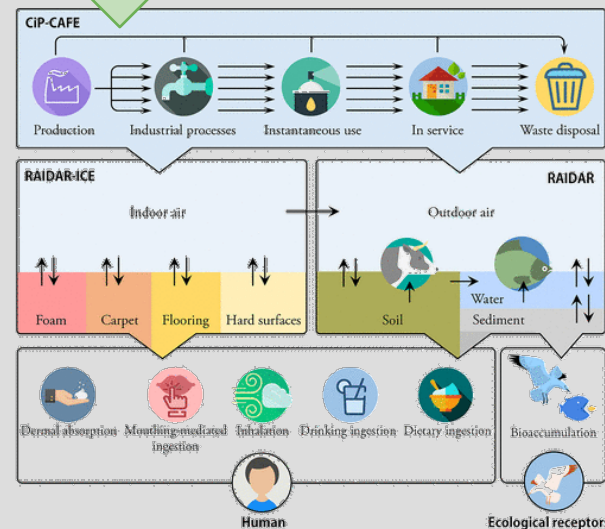 CiP-CAFE
Production
Industrial processes
Instantaneous use
In service
Waste disposal
RAIDAR-ICE
RAIDAR
Indoor air
Outdoor air
Foam
Carpet
Flooring
Hard surfaces
Soil
Water
Sediment
Dermal absorption
Mouthing-mediated
ingestion
Inhalation
Drinking ingestion
Dietary ingestion
Bioaccumulation
Human
Ecological receptor